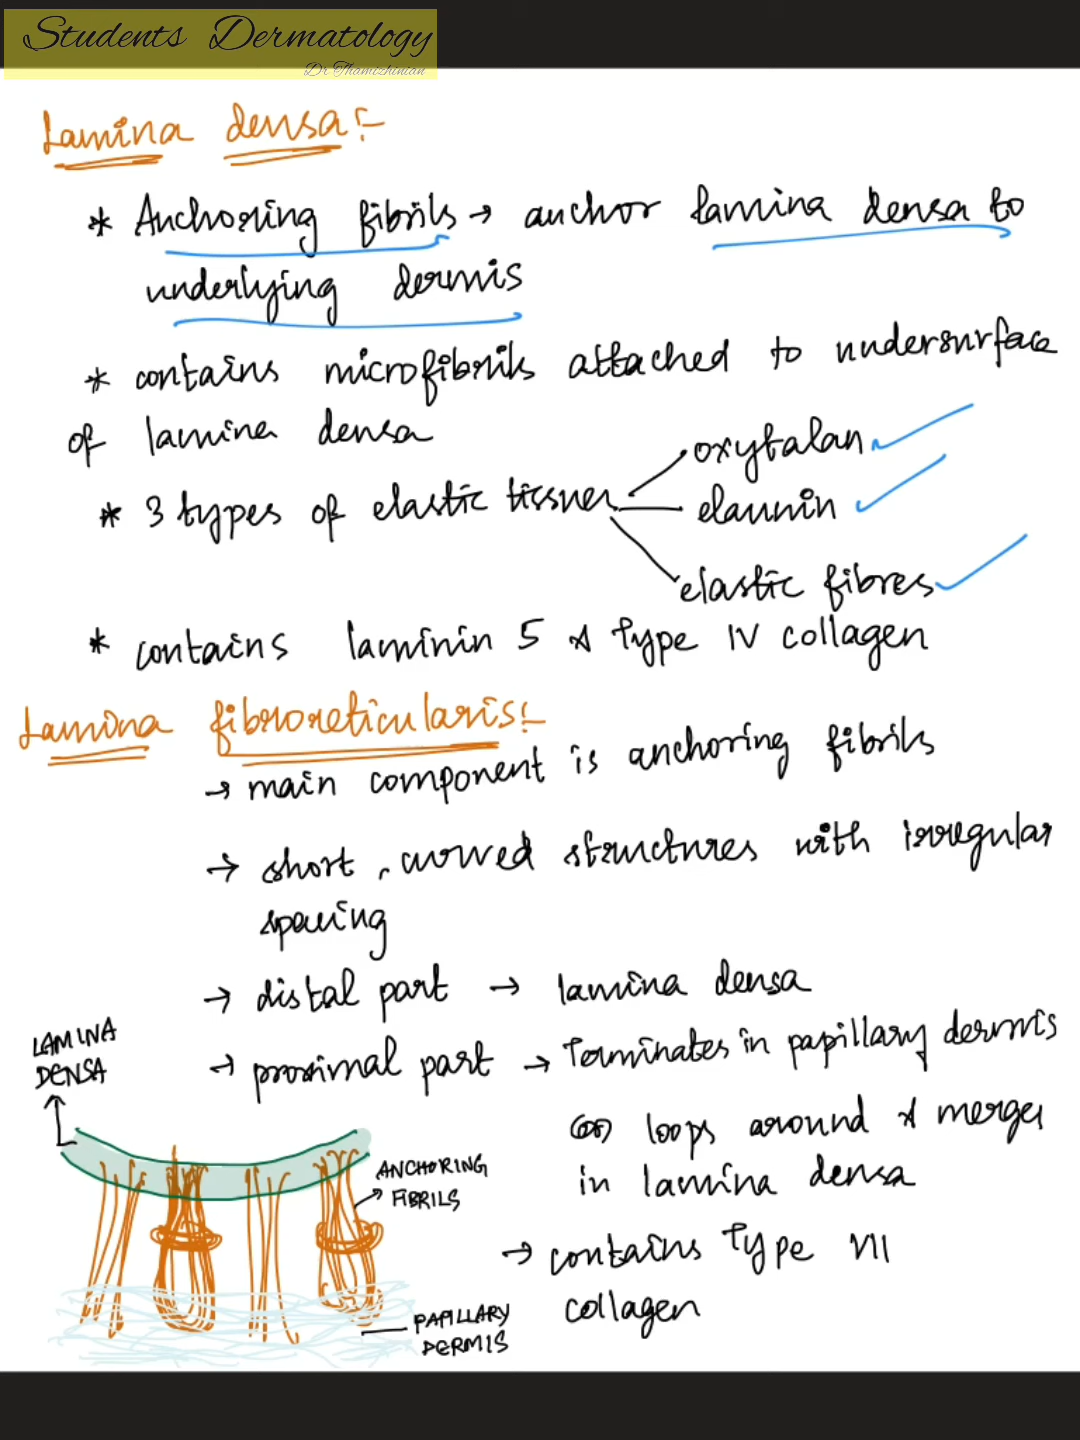 Students Dermatology
Dr Thamizhinian
Lamina densa:-
* Anchoring fibrils → anchor lamina densa to
underlying dermis
* contains microfibrils attached to undersurface
of lamina densa
* 3 types of elastic tissues
oxytalan
elaunin
elastic fibres
* contains laminin 5 & Type IV collagen
Lamina fibroreticularis:-
→ main component is anchoring fibrils
→ short, curved structures with irregular
spacing
→ distal part → lamina densa
→ proximal part → Terminates in papillary dermis
(or) loops around & merges
in lamina densa
→ contains Type VII
collagen
LAMINA
DENSA
ANCHORING
FIBRILS
PAPILLARY
DERMIS